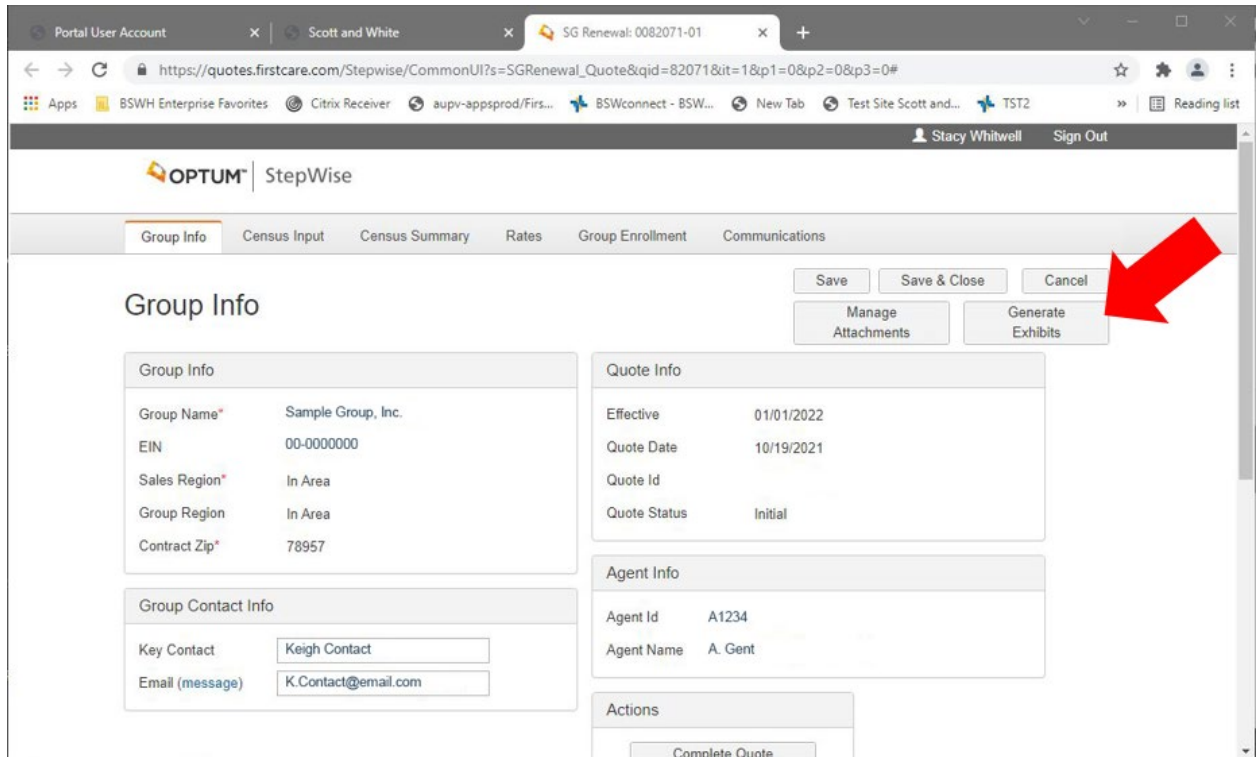 Portal User Account
Scott and White
SG Renewal: 0082071-01
https://quotes.firstcare.com/Stepwise/CommonUI?s=SGRenewal_Quote&qid=82071&it=1&p1=0&p2=0&p3=0#
Apps BSWH Enterprise Favorites Citrix Receiver aupv-appsprod/Firs... BSWconnect - BSW... New Tab Test Site Scott and... TST2 » Reading list
Stacy Whitwell Sign Out
OPTUM™ StepWise
Group Info Census Input Census Summary Rates Group Enrollment Communications
Save Save & Close Cancel
Group Info
Manage Attachments
Generate Exhibits
Group Info
Group Name* Sample Group, Inc.
EIN 00-0000000
Sales Region* In Area
Group Region In Area
Contract Zip* 78957
Group Contact Info
Key Contact Keigh Contact
Email (message) K.Contact@email.com
Quote Info
Effective 01/01/2022
Quote Date 10/19/2021
Quote Id
Quote Status Initial
Agent Info
Agent Id A1234
Agent Name A. Gent
Actions
Complete Quote